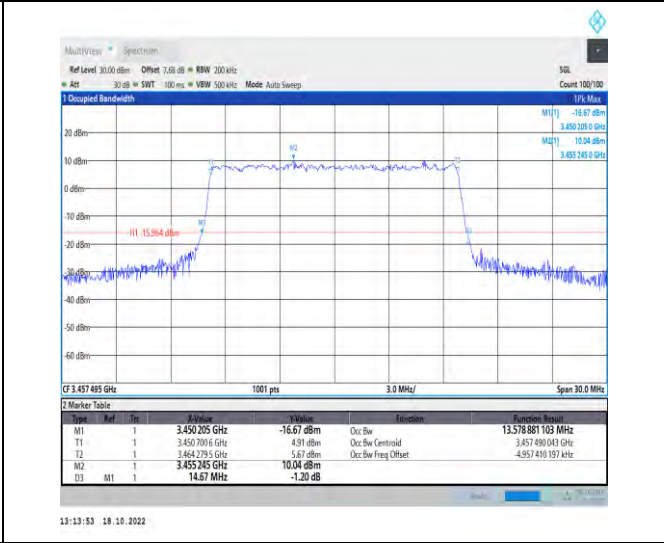 MultiView Spectrum
Ref Level 30.00 dBm Offset 7.68 dB RBW 200 kHz SGL
Att 30 dB SWT 100 ms VBW 500 kHz Mode Auto Sweep Count 100/100
1 Occupied Bandwidth 1Pk Max
M1[1] -16.67 dBm
3.450 205 0 GHz
M2[1] 10.04 dBm
3.455 245 0 GHz
20 dBm
M2
10 dBm
T1 T2
0 dBm
-10 dBm
M1
H1 -15.964 dBm
D3
-20 dBm
-30 dBm
-40 dBm
-50 dBm
-60 dBm
CF 3.457 495 GHz 1001 pts 3.0 MHz/ Span 30.0 MHz
2 Marker Table
Type Ref Trc X-Value Y-Value Function Function Result
M1 1 3.450 205 GHz -16.67 dBm Occ Bw 13.578 881 103 MHz
T1 1 3.450 700 6 GHz 4.91 dBm Occ Bw Centroid 3.457 490 043 GHz
T2 1 3.464 279 5 GHz 5.67 dBm Occ Bw Freq Offset -4.957 410 197 kHz
M2 1 3.455 245 GHz 10.04 dBm
D3 M1 1 14.67 MHz -1.20 dB
13:13:53 18.10.2022